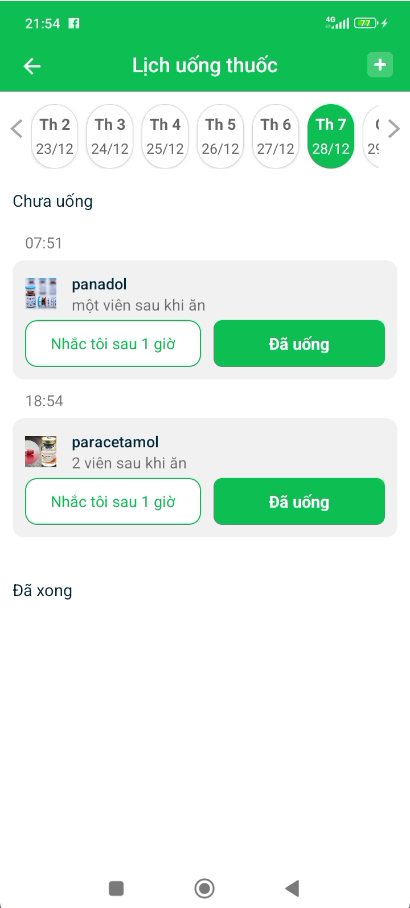 21:54
4G 77
Lịch uống thuốc
Th 2 Th 3 Th 4 Th 5 Th 6 Th 7
23/12 24/12 25/12 26/12 27/12 28/12 29
Chưa uống
07:51
panadol
một viên sau khi ăn
Nhắc tôi sau 1 giờ Đã uống
18:54
paracetamol
2 viên sau khi ăn
Nhắc tôi sau 1 giờ Đã uống
Đã xong